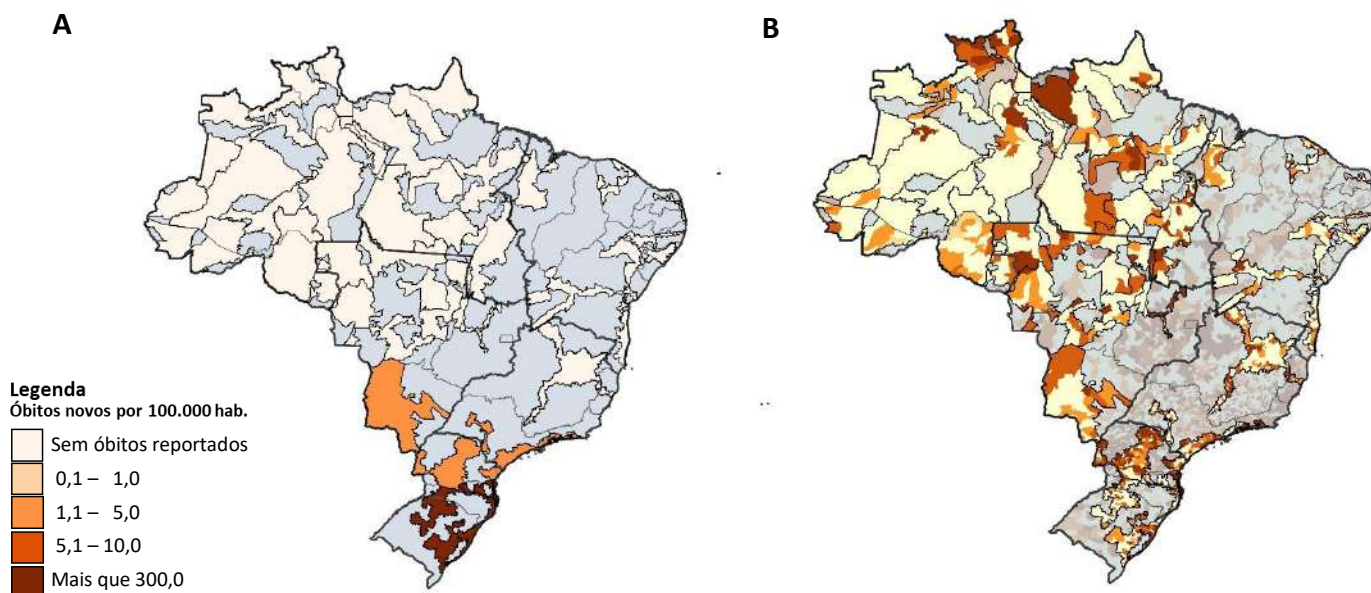 A
B
Legenda
Óbitos novos por 100.000 hab.
Sem óbitos reportados
0,1 – 1,0
1,1 – 5,0
5,1 – 10,0
Mais que 300,0